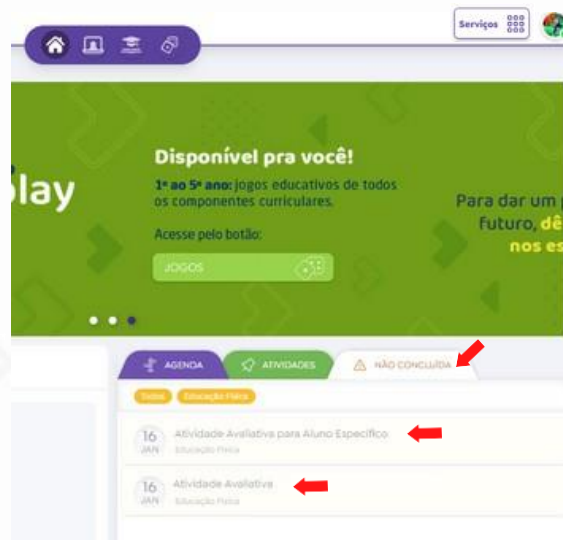 Serviços
Disponível pra você!
1º ao 5º ano: jogos educativos de todos
os componentes curriculares.
Acesse pelo botão:
JOGOS
lay
Para dar um p
futuro, dê
nos es
AGENDA
ATIVIDADES
NÃO CONCLUÍDA
Todos
Educação Física
16
JAN
Atividade Avaliativa para Aluno Específico
Educação Física
16
JAN
Atividade Avaliativa
Educação Física